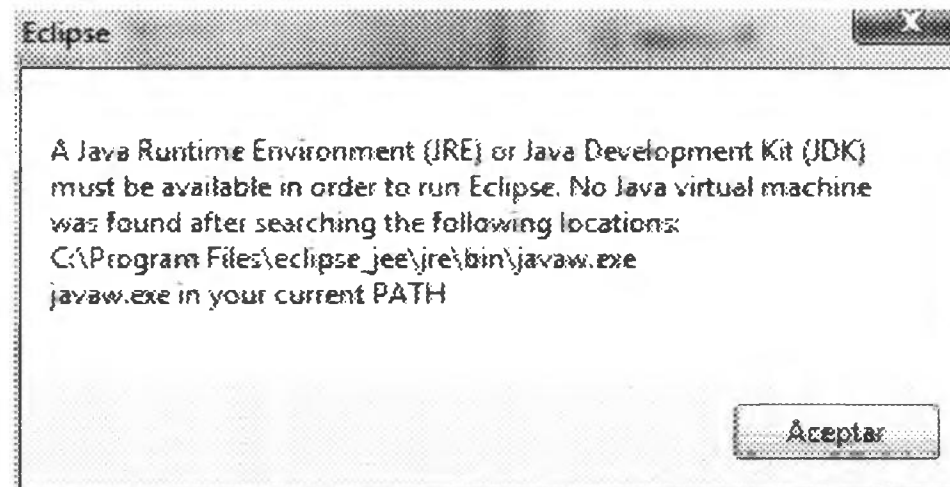 Eclipse
A Java Runtime Environment (JRE) or Java Development Kit (JDK)
must be available in order to run Eclipse. No Java virtual machine
was found after searching the following locations:
C:\Program Files\eclipse_jee\jre\bin\javaw.exe
javaw.exe in your current PATH
Aceptar